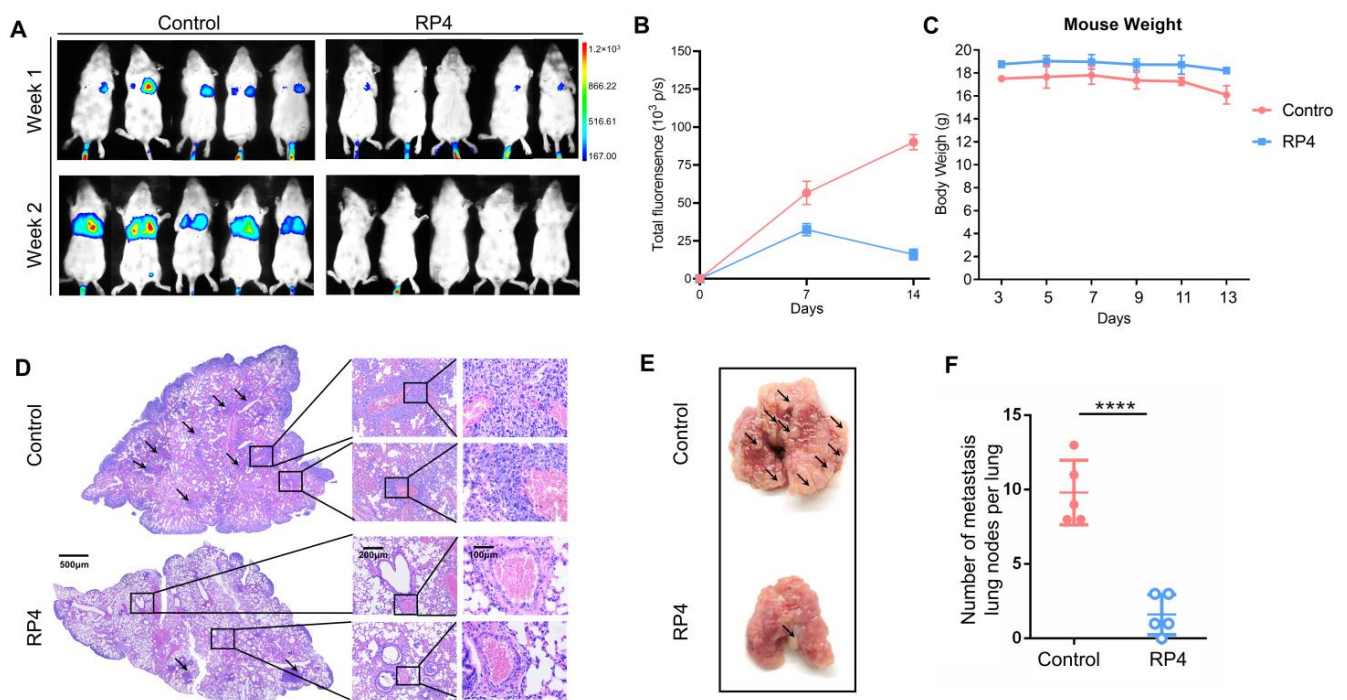 A
Control
RP4
Week 1
Week 2
1.2×10³
866.22
516.61
167.00
B
Total fluorensence (10³ p/s)
150
125
100
75
50
25
0
0
7
14
Days
C
Mouse Weight
Body Weigh (g)
20
18
16
14
12
10
8
6
4
2
0
3
5
7
9
11
13
Days
Contro
RP4
D
Control
RP4
500μm
200μm
100μm
E
Control
RP4
F
Number of metastasis
lung nodes per lung
15
10
5
0
****
Control
RP4